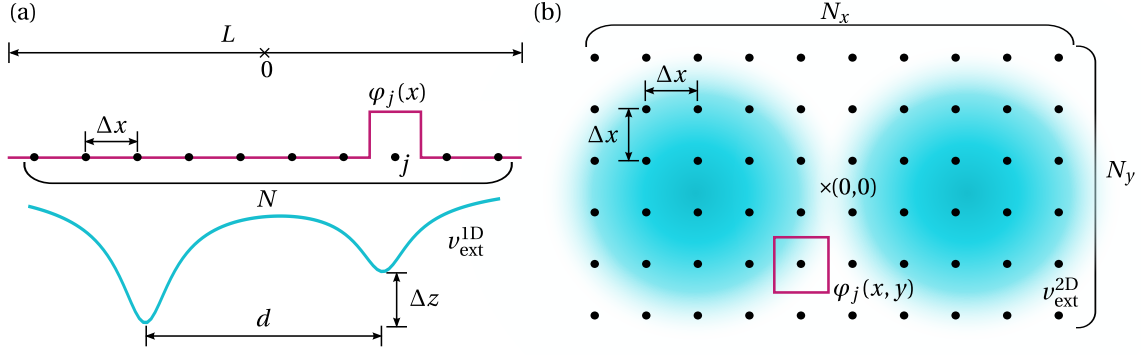 (a)
L
0
φ_j(x)
Δx
j
N
v_ext^1D
Δz
d
(b)
N_x
Δx
Δx
×(0,0)
N_y
φ_j(x, y)
v_ext^2D